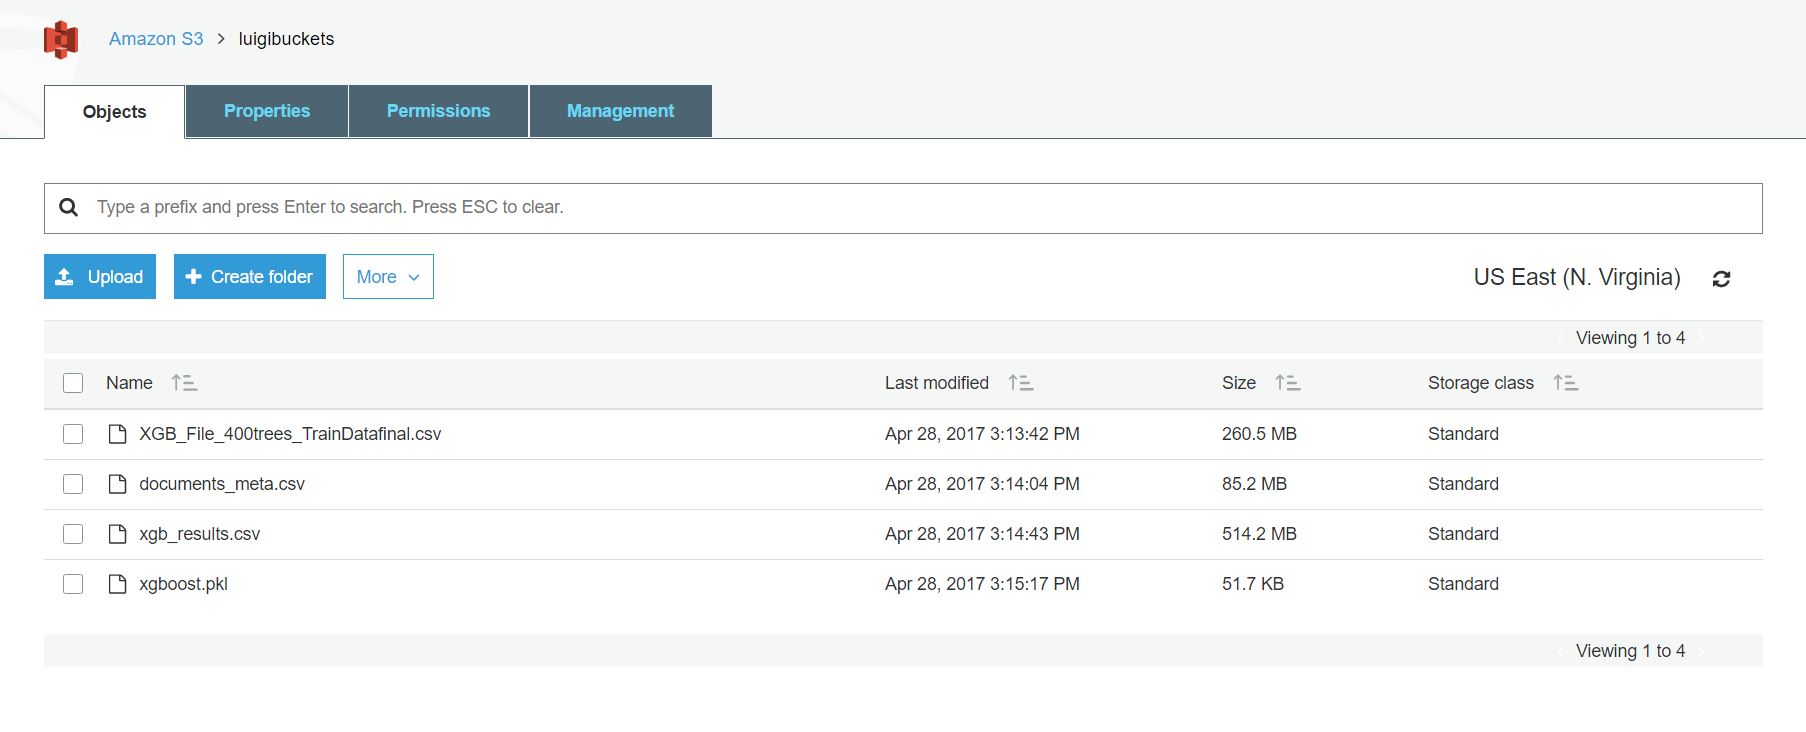 Amazon S3 > luigibuckets
Objects Properties Permissions Management
Type a prefix and press Enter to search. Press ESC to clear.
Upload Create folder More US East (N. Virginia)
Viewing 1 to 4
Name Last modified Size Storage class
XGB_File_400trees_TrainDatafinal.csv Apr 28, 2017 3:13:42 PM 260.5 MB Standard
documents_meta.csv Apr 28, 2017 3:14:04 PM 85.2 MB Standard
xgb_results.csv Apr 28, 2017 3:14:43 PM 514.2 MB Standard
xgboost.pkl Apr 28, 2017 3:15:17 PM 51.7 KB Standard
Viewing 1 to 4